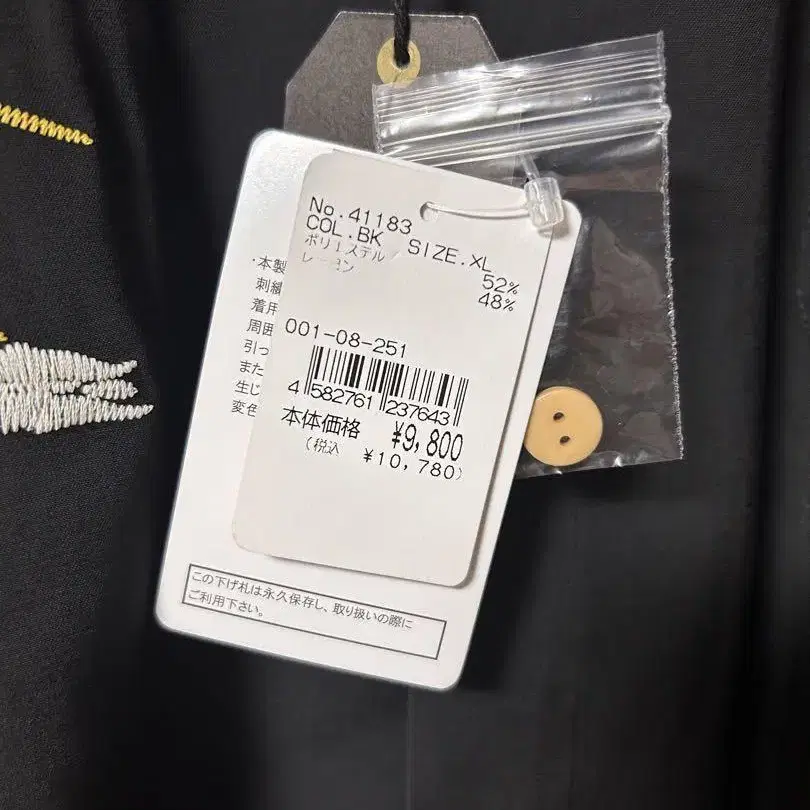 No.41183
COL.BK SIZE.XL
ポリエステル 52%
レーヨン 48%
001-08-251
4 582761 237643
本体価格 ¥9,800
(税込 ¥10,780)
・本製
刺繍
着用
周囲
引っ
また
生じ
変色
この下げ札は永久保存し、取り扱いの際に
ご利用下さい。